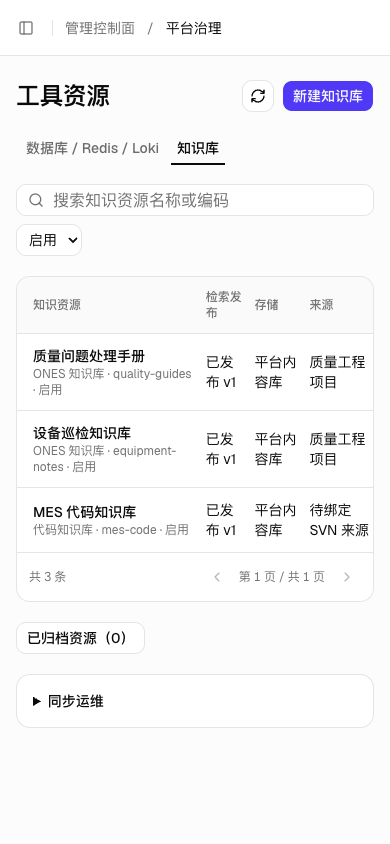 管理控制面 / 平台治理
工具资源
新建知识库
数据库 / Redis / Loki 知识库
搜索知识资源名称或编码
启用
知识资源 检索发布 存储 来源
质量问题处理手册
ONES 知识库 · quality-guides · 启用
已发布 v1
平台内容库
质量工程项目
设备巡检知识库
ONES 知识库 · equipment-notes · 启用
已发布 v1
平台内容库
质量工程项目
MES 代码知识库
代码知识库 · mes-code · 启用
已发布 v1
平台内容库
待绑定 SVN 来源
共 3 条
第 1 页 / 共 1 页
已归档资源（0）
同步运维